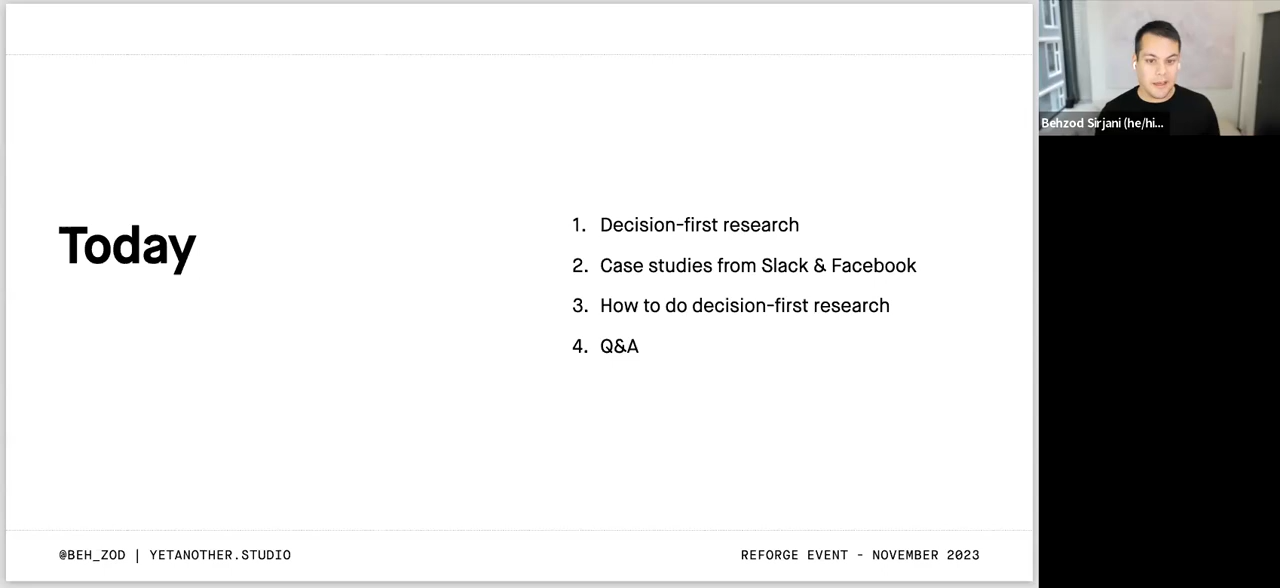 Today
1. Decision-first research
2. Case studies from Slack & Facebook
3. How to do decision-first research
4. Q&A
@BEH_ZOD | YETANOTHER.STUDIO
REFORGE EVENT - NOVEMBER 2023
Behzod Sirjani (he/hi...